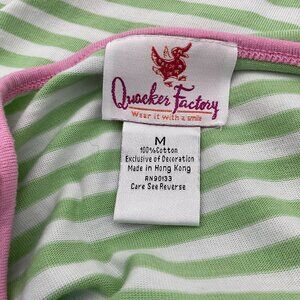 Quacker Factory
Wear it with a smile
M
100%Cotton
Exclusive of Decoration
Made in Hong Kong
RN90133
Care See Reverse